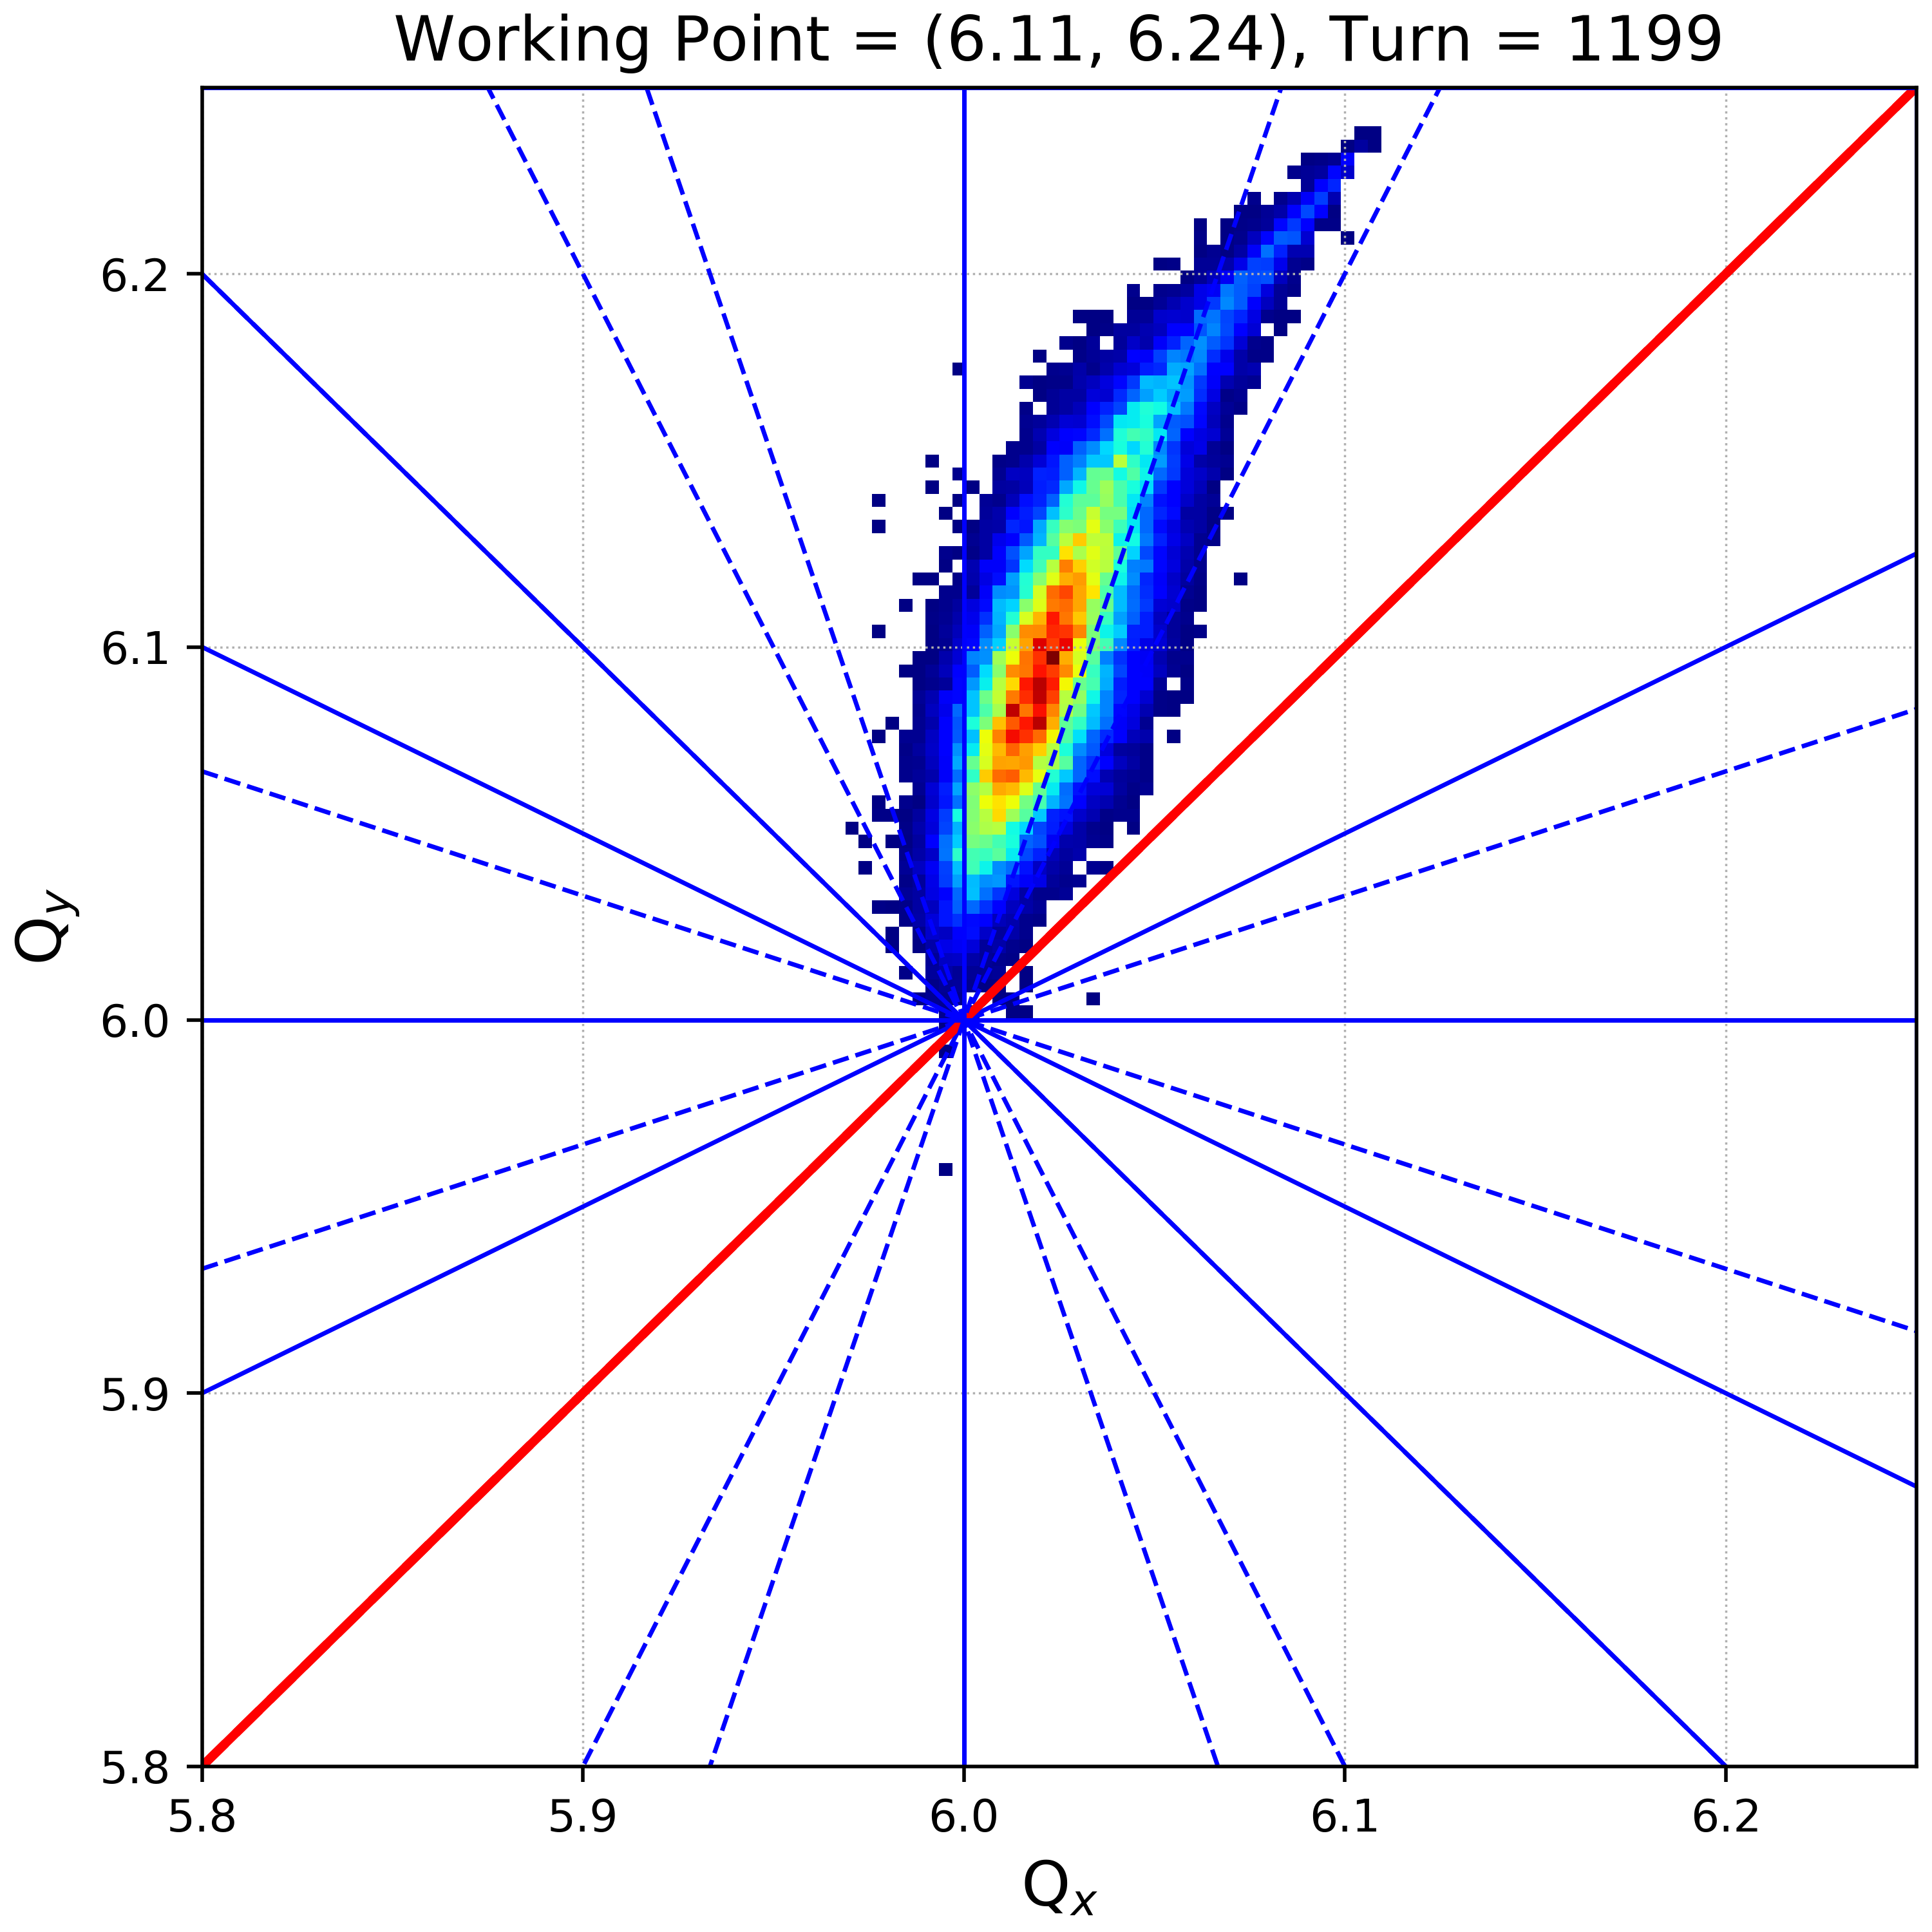 Working Point = (6.11, 6.24), Turn = 1199
6.2
6.1
6.0
5.9
5.8
Qy
5.8 5.9 6.0 6.1 6.2
Qx